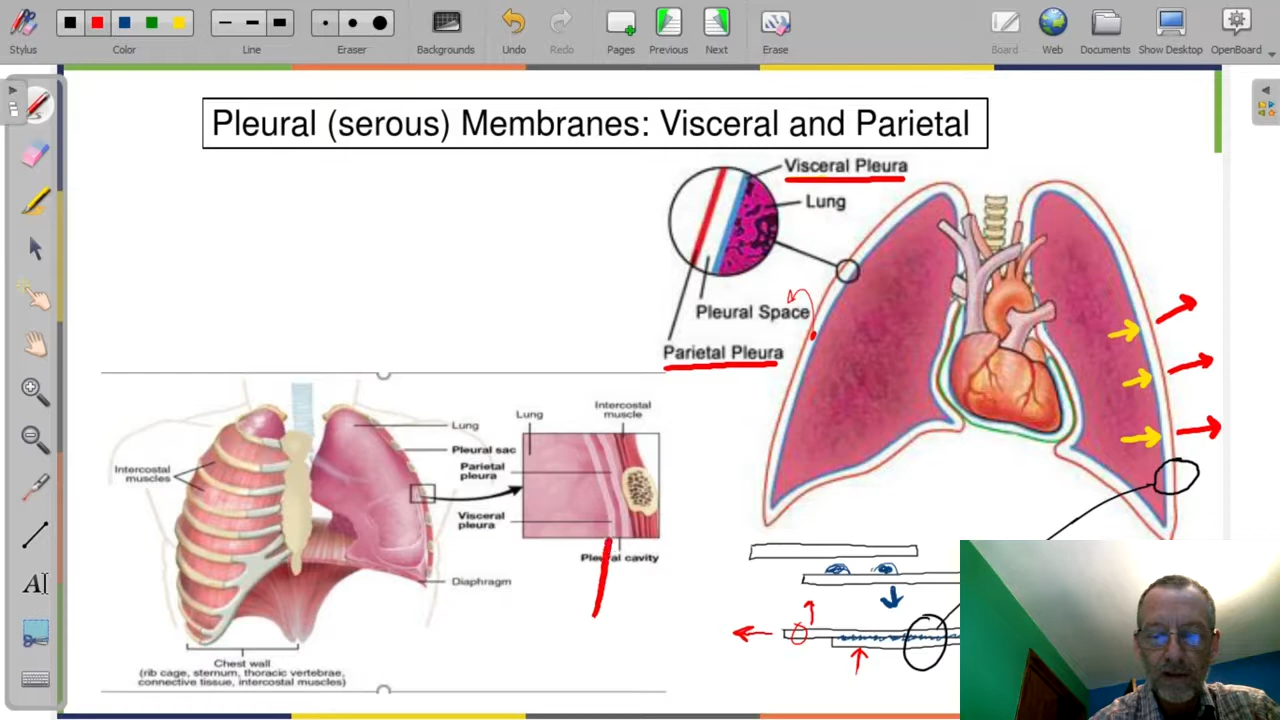 Stylus
Color
Line
Eraser
Backgrounds
Undo
Redo
Pages
Previous
Next
Erase
Board
Web
Documents
Show Desktop
OpenBoard
Pleural (serous) Membranes: Visceral and Parietal
Visceral Pleura
Lung
Pleural Space
Parietal Pleura
Lung
Pleural sac
Parietal
pleura
Visceral
pleura
Diaphragm
Intercostal
muscles
Chest wall
(rib cage, sternum, thoracic vertebrae,
connective tissue, intercostal muscles)
Lung
Intercostal
muscle
Pleural cavity